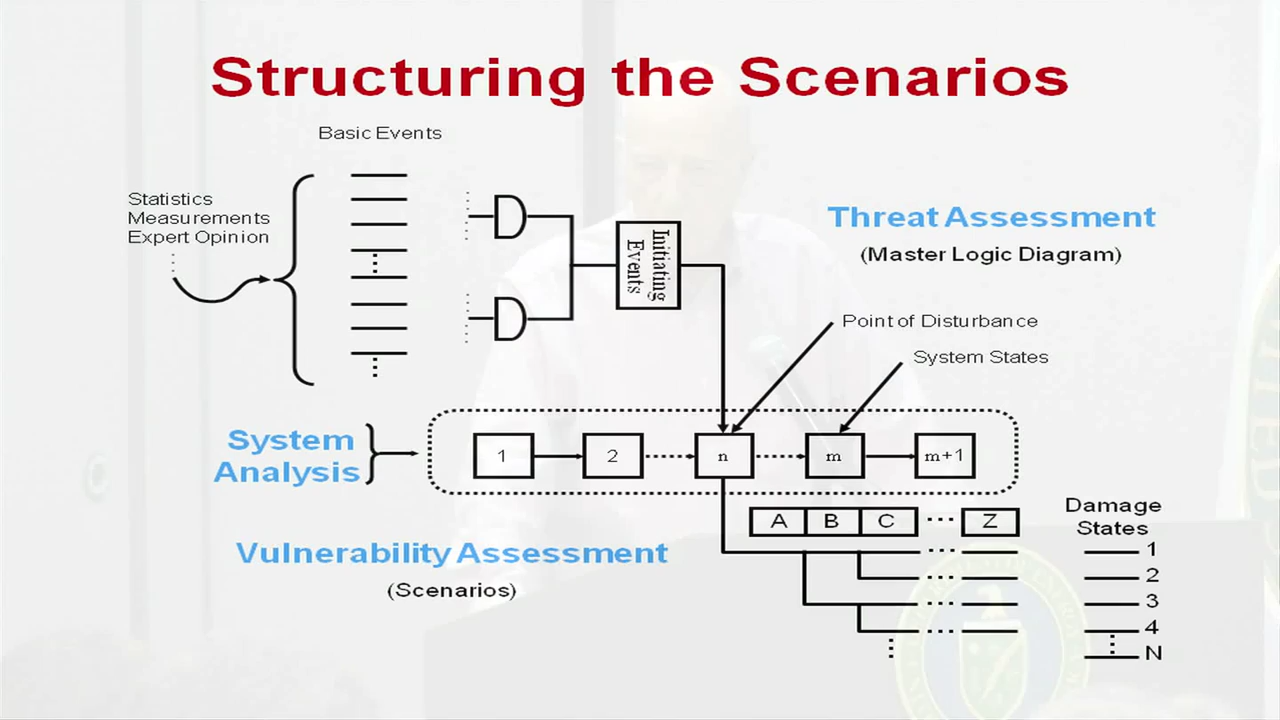 Structuring the Scenarios
Basic Events
Statistics
Measurements
Expert Opinion
Initiating
Events
Threat Assessment
(Master Logic Diagram)
Point of Disturbance
System States
System
Analysis
1
2
n
m
m+1
A B C ... Z
Damage
States
1
2
3
4
N
Vulnerability Assessment
(Scenarios)